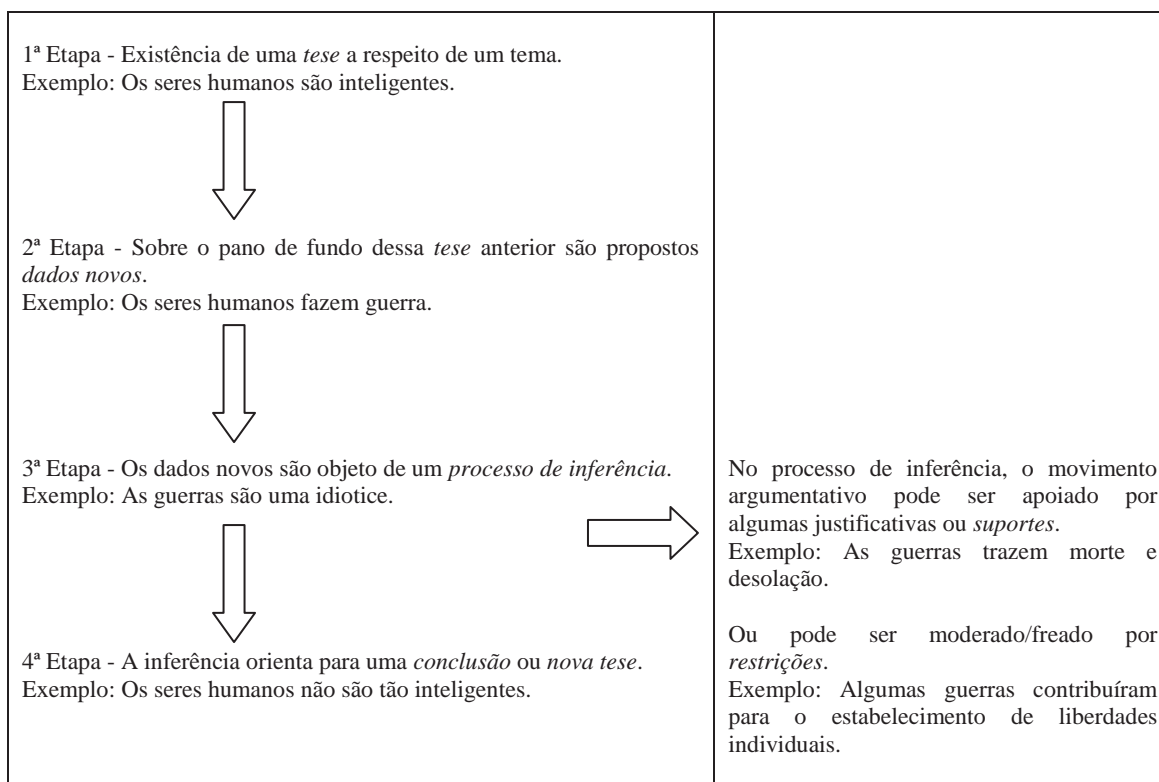 1ª Etapa - Existência de uma tese a respeito de um tema.
Exemplo: Os seres humanos são inteligentes.
2ª Etapa - Sobre o pano de fundo dessa tese anterior são propostos
dados novos.
Exemplo: Os seres humanos fazem guerra.
3ª Etapa - Os dados novos são objeto de um processo de inferência.
Exemplo: As guerras são uma idiotice.
4ª Etapa - A inferência orienta para uma conclusão ou nova tese.
Exemplo: Os seres humanos não são tão inteligentes.
No processo de inferência, o movimento
argumentativo pode ser apoiado por
algumas justificativas ou suportes.
Exemplo: As guerras trazem morte e
desolação.
Ou pode ser moderado/freado por
restrições.
Exemplo: Algumas guerras contribuíram
para o estabelecimento de liberdades
individuais.